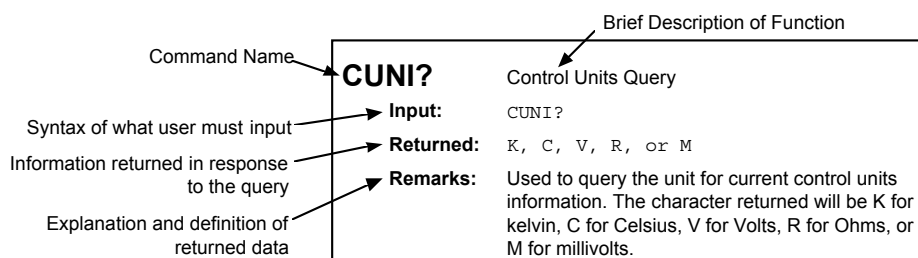 Brief Description of Function
Command Name
CUNI?
Control Units Query
Input:
CUNI?
Syntax of what user must input
Returned:
K, C, V, R, or M
Information returned in response
to the query
Remarks:
Used to query the unit for current control units
information. The character returned will be K for
kelvin, C for Celsius, V for Volts, R for Ohms, or
M for millivolts.
Explanation and definition of
returned data